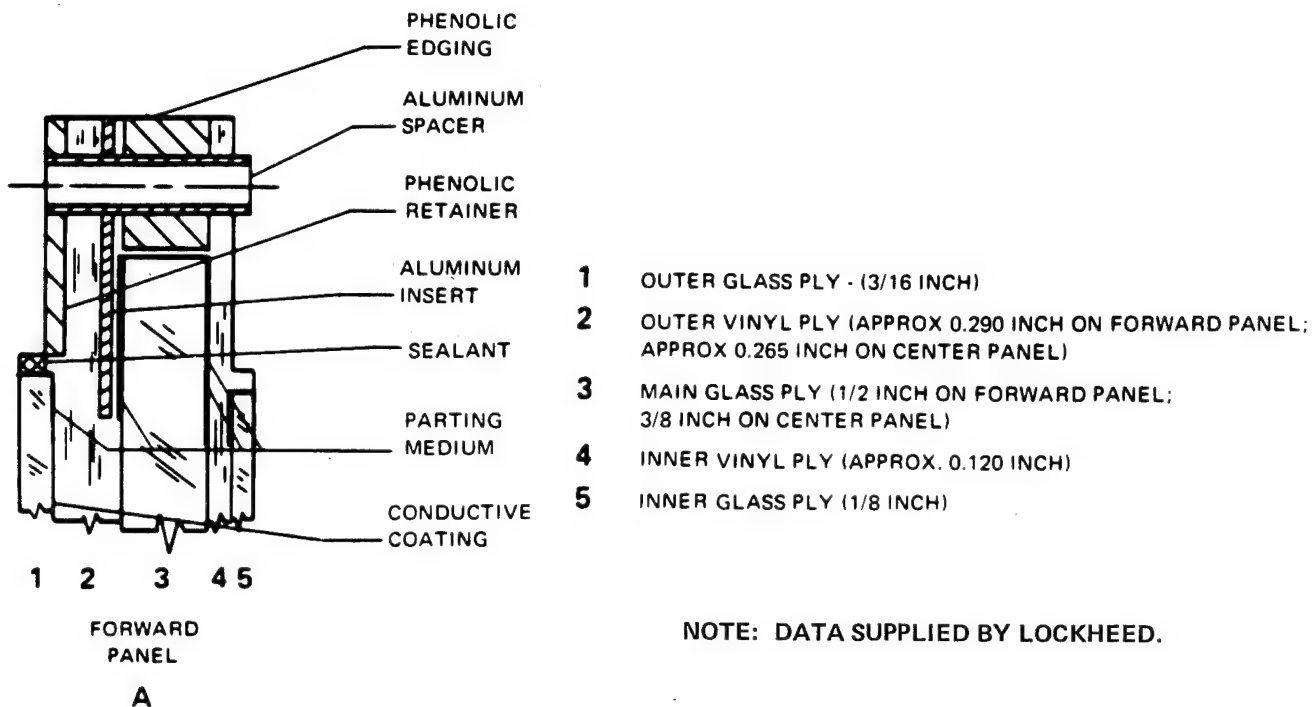 PHENOLIC
EDGING
ALUMINUM
SPACER
PHENOLIC
RETAINER
ALUMINUM
INSERT
SEALANT
PARTING
MEDIUM
CONDUCTIVE
COATING
1 2 3 4 5
FORWARD
PANEL
A
1 OUTER GLASS PLY - (3/16 INCH)
2 OUTER VINYL PLY (APPROX 0.290 INCH ON FORWARD PANEL;
APPROX 0.265 INCH ON CENTER PANEL)
3 MAIN GLASS PLY (1/2 INCH ON FORWARD PANEL;
3/8 INCH ON CENTER PANEL)
4 INNER VINYL PLY (APPROX. 0.120 INCH)
5 INNER GLASS PLY (1/8 INCH)
NOTE: DATA SUPPLIED BY LOCKHEED.